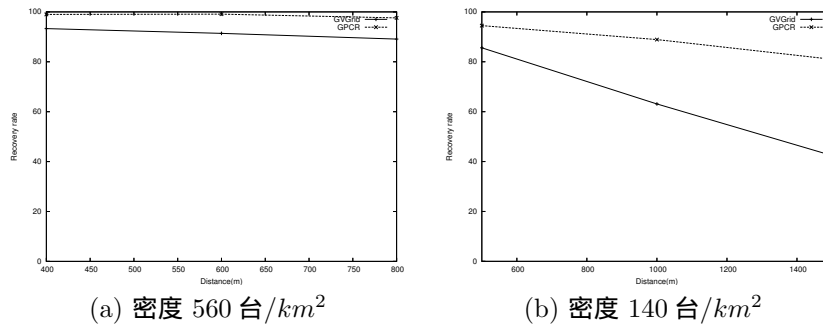 100
80
60
40
20
0
Recovery rate
400 450 500 550 600 650 700 750 800
Distance(m)
GVGrid
GPCR
(a) 密度 560 台/km²
100
80
60
40
20
0
Recovery rate
600 800 1000 1200 1400
Distance(m)
GVGrid
GPCR
(b) 密度 140 台/km²